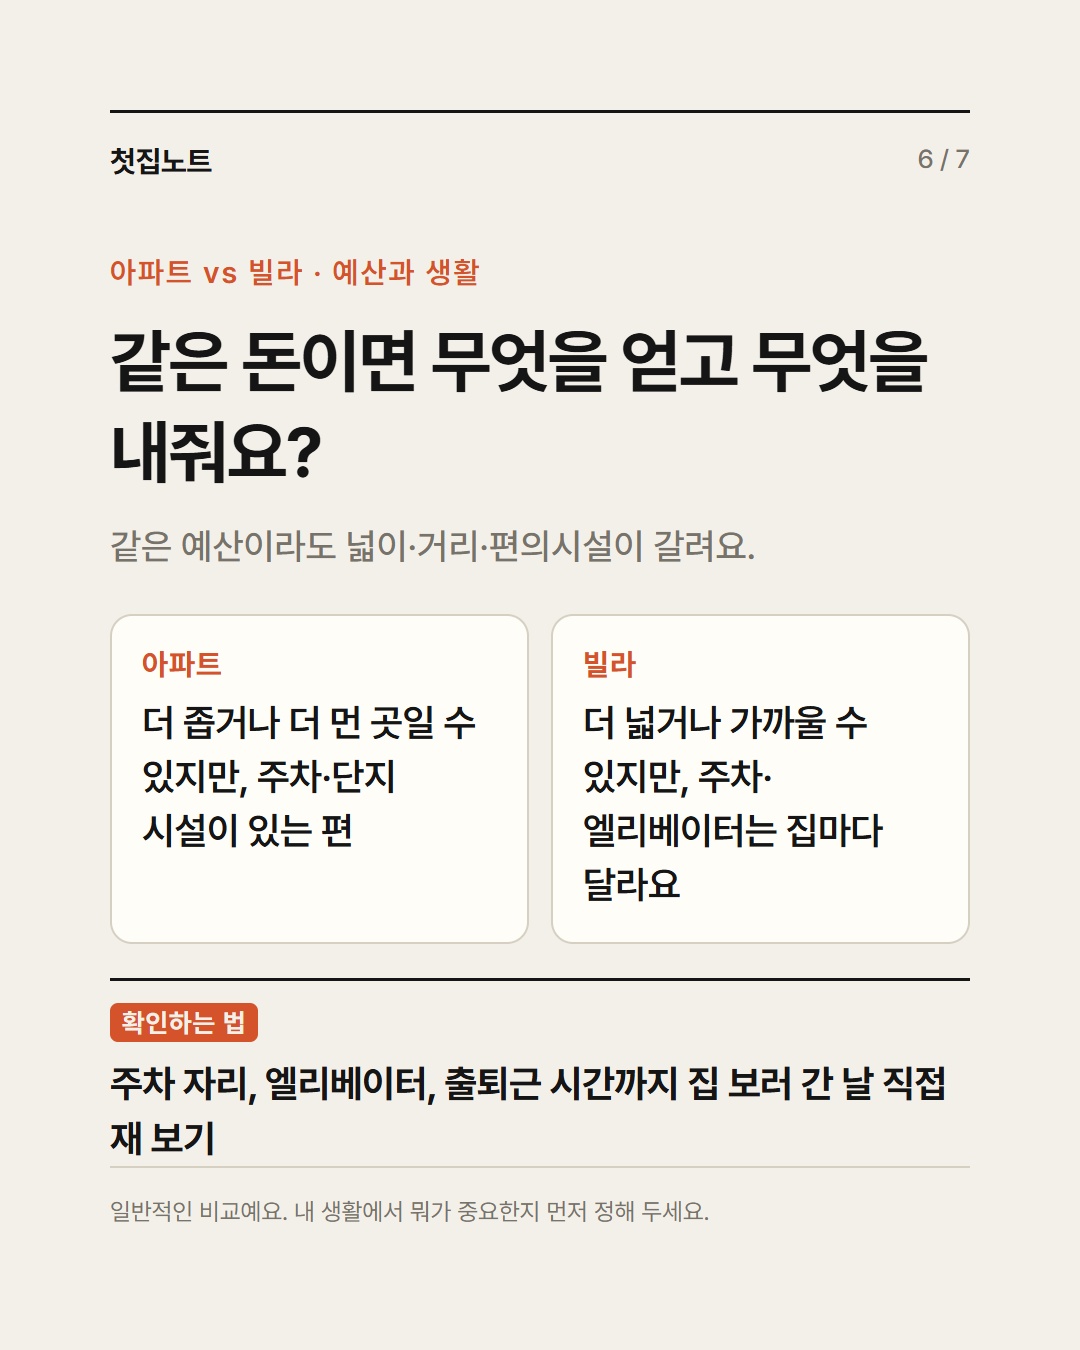 첫집노트
6 / 7
아파트 vs 빌라 · 예산과 생활
같은 돈이면 무엇을 얻고 무엇을
내줘요?
같은 예산이라도 넓이·거리·편의시설이 갈려요.
아파트
더 좁거나 더 먼 곳일 수
있지만, 주차·단지
시설이 있는 편
빌라
더 넓거나 가까울 수
있지만, 주차·
엘리베이터는 집마다
달라요
확인하는 법
주차 자리, 엘리베이터, 출퇴근 시간까지 집 보러 간 날 직접
재 보기
일반적인 비교예요. 내 생활에서 뭐가 중요한지 먼저 정해 두세요.